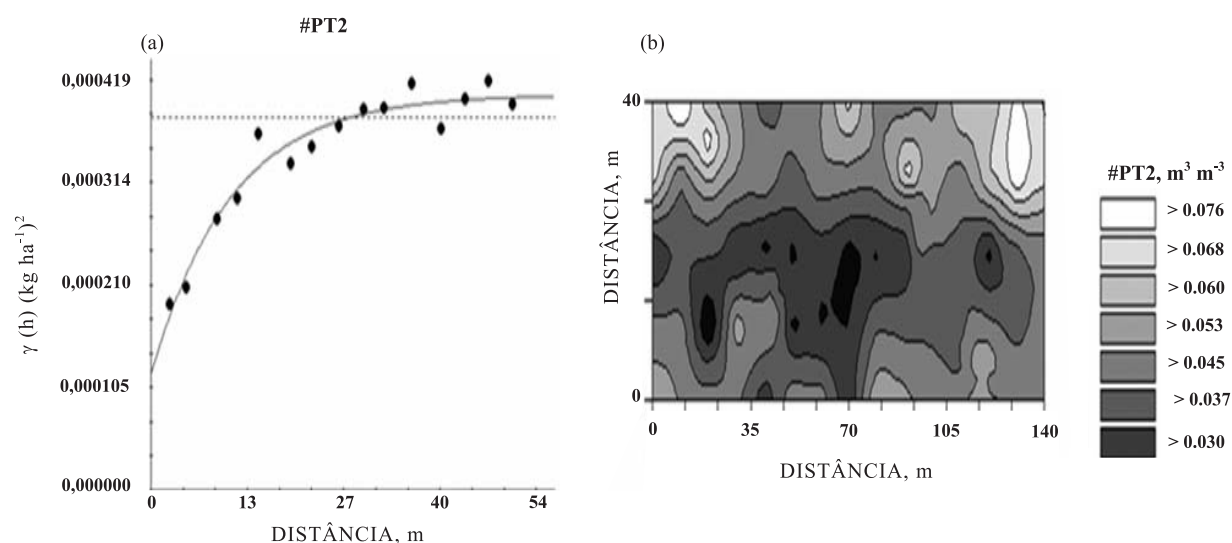 #PT2
(a)
0,000419
0,000314
0,000210
0,000105
0,000000
γ (h) (kg ha⁻¹)²
0 13 27 40 54
DISTÂNCIA, m
(b)
40
0
DISTÂNCIA, m
0 35 70 105 140
DISTÂNCIA, m
#PT2, m³ m⁻³
> 0.076
> 0.068
> 0.060
> 0.053
> 0.045
> 0.037
> 0.030